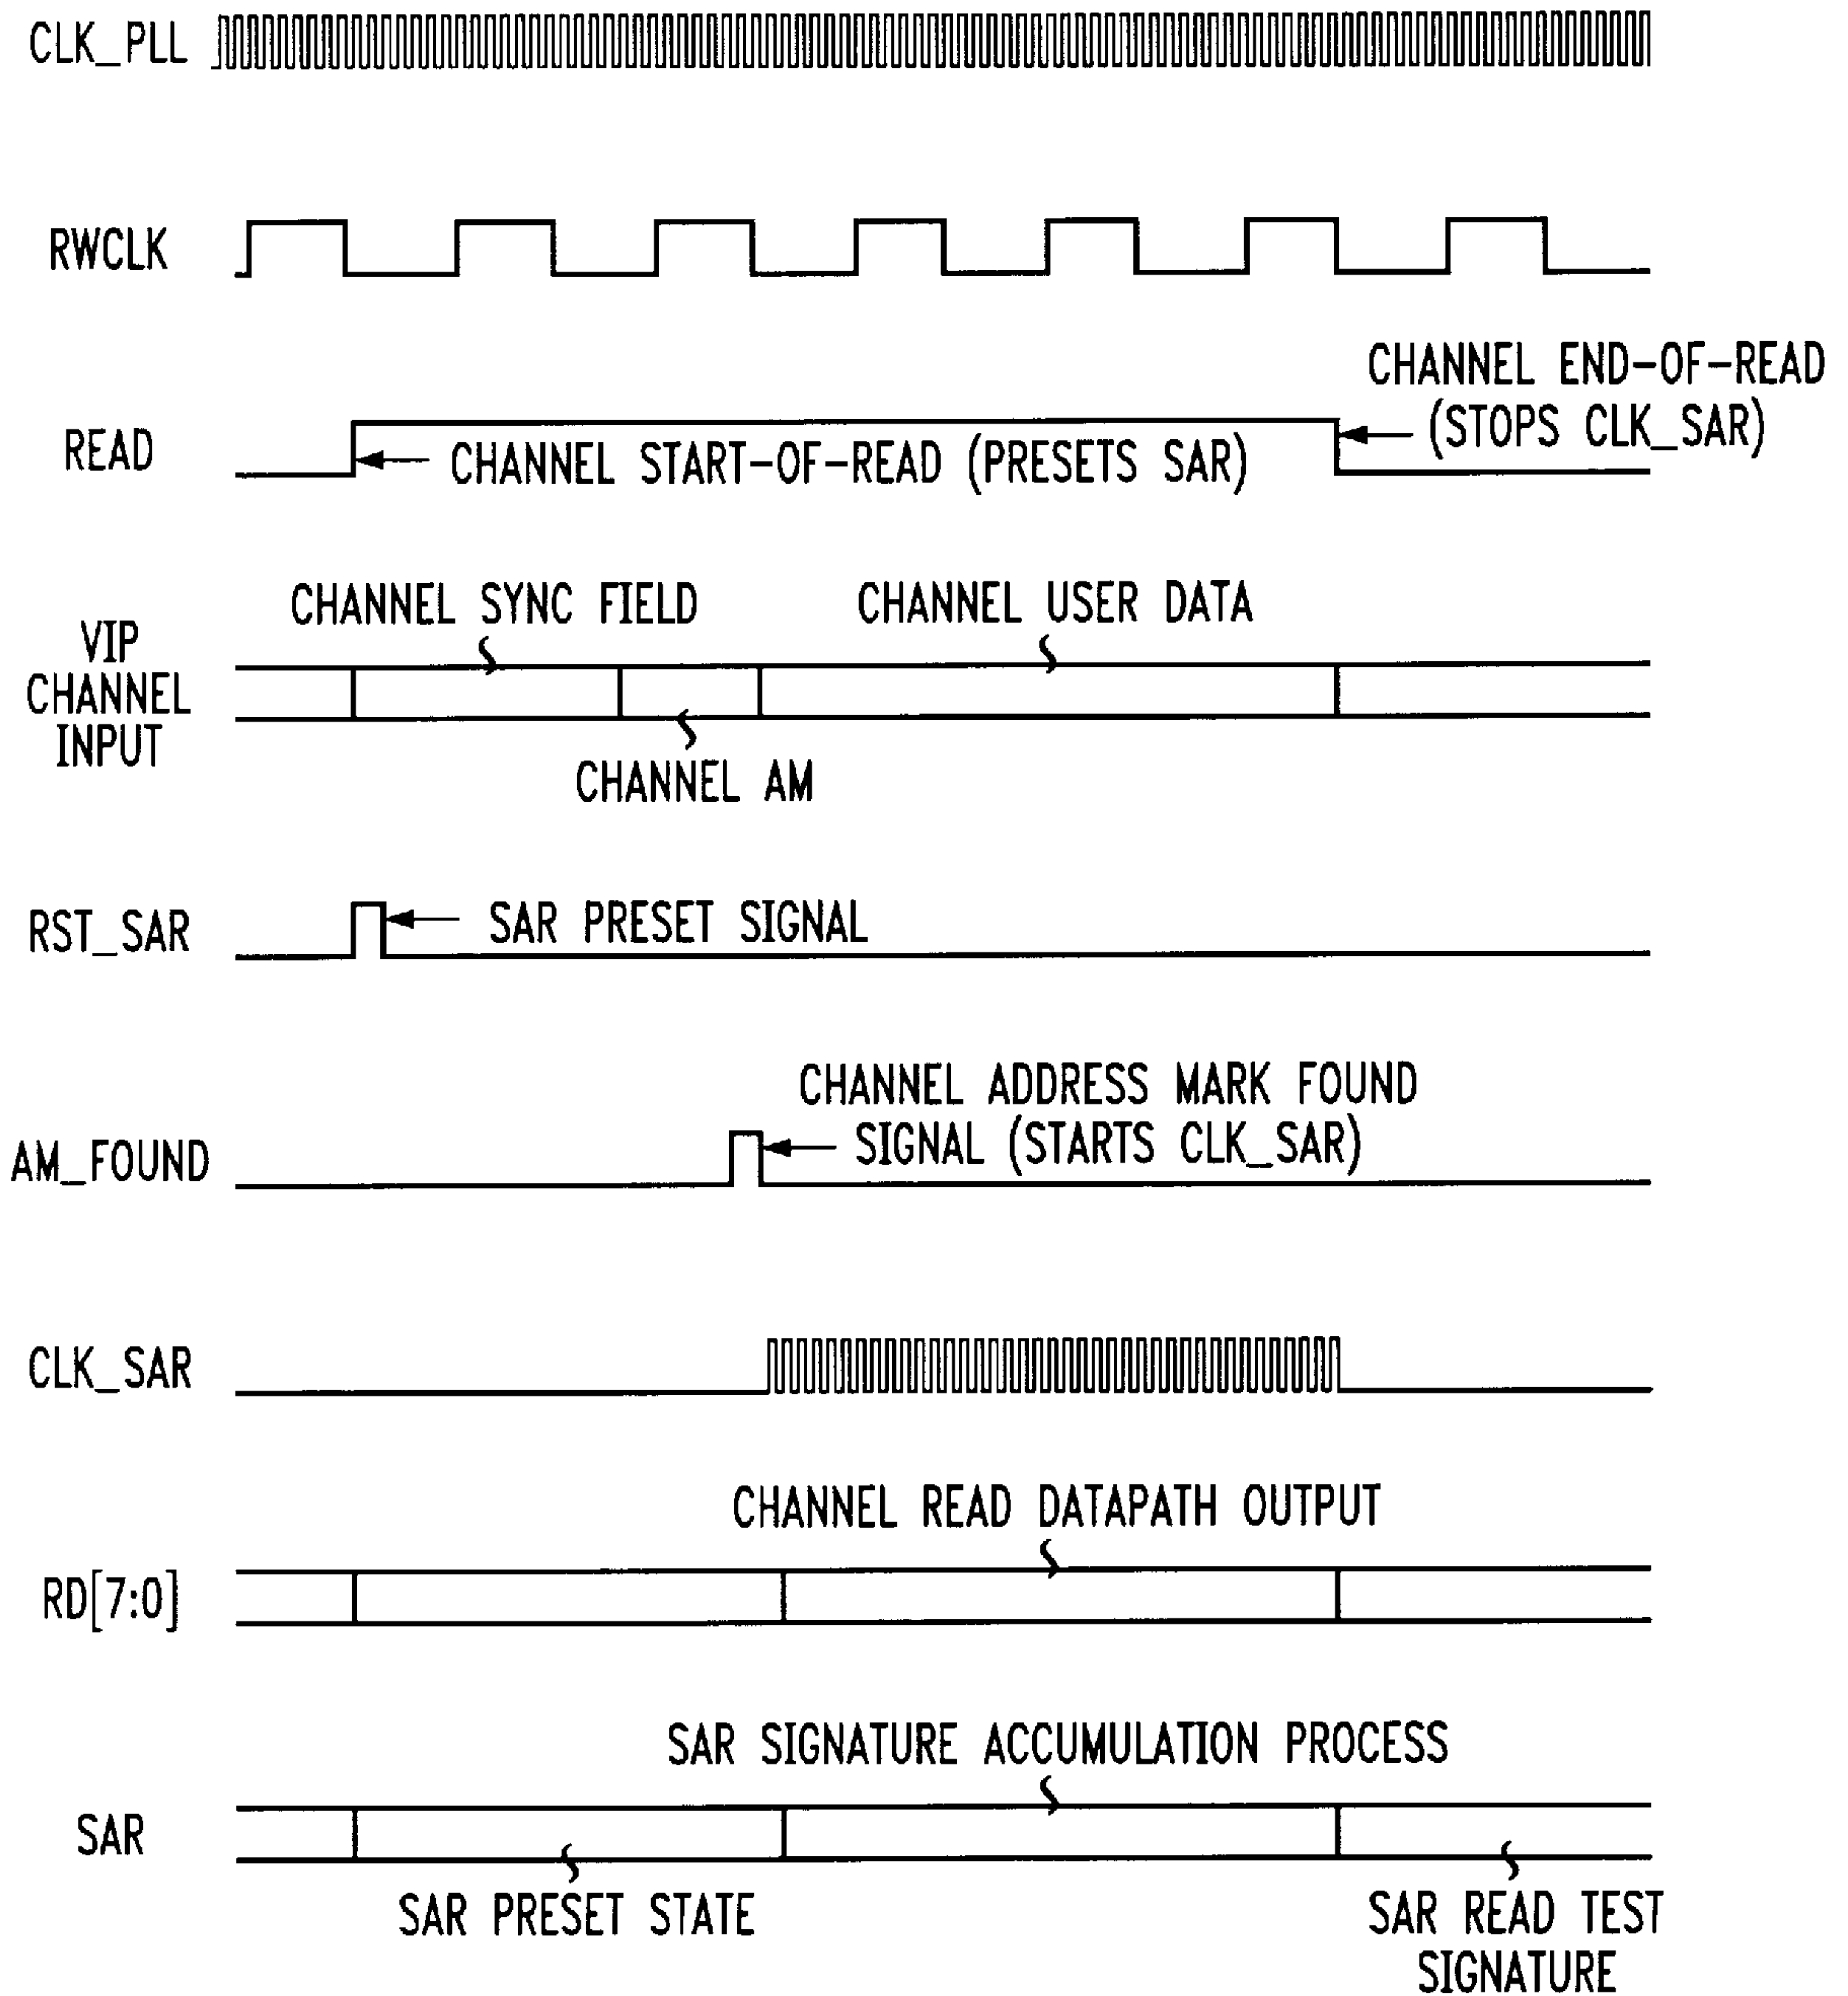 CLK_PLL
RWCLK
CHANNEL END-OF-READ
(STOPS CLK_SAR)
READ
CHANNEL START-OF-READ (PRESETS SAR)
CHANNEL SYNC FIELD
CHANNEL USER DATA
VIP
CHANNEL
INPUT
CHANNEL AM
RST_SAR
SAR PRESET SIGNAL
CHANNEL ADDRESS MARK FOUND
SIGNAL (STARTS CLK_SAR)
AM_FOUND
CLK_SAR
CHANNEL READ DATAPATH OUTPUT
RD[7:0]
SAR SIGNATURE ACCUMULATION PROCESS
SAR
SAR PRESET STATE
SAR READ TEST
SIGNATURE